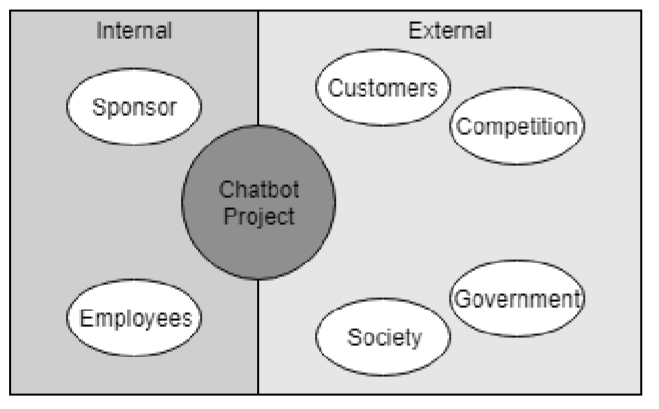 Internal
External
Sponsor
Customers
Competition
Chatbot
Project
Employees
Government
Society